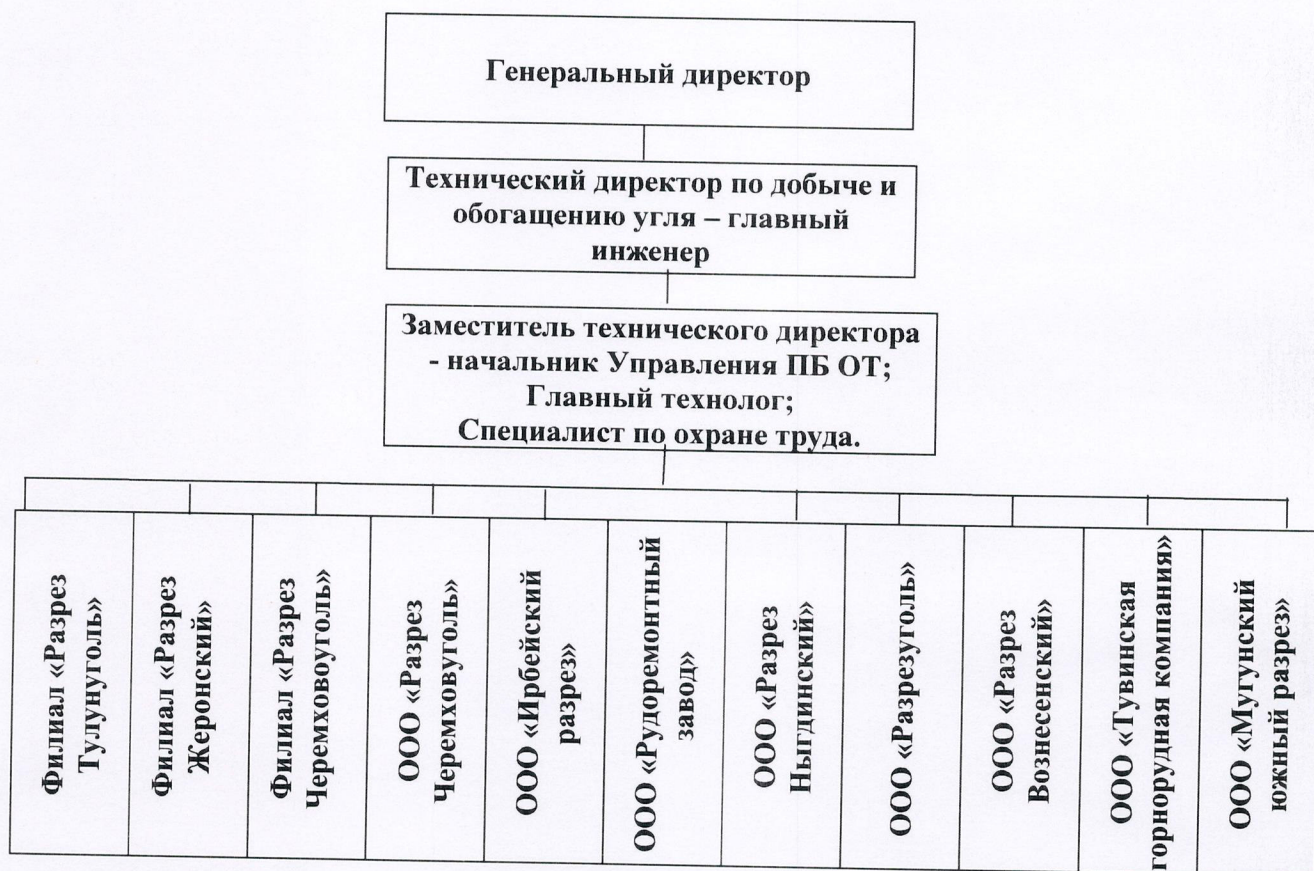 Генеральный директор
Технический директор по добыче и
обогащению угля – главный
инженер
Заместитель технического директора
- начальник Управления ПБ ОТ;
Главный технолог;
Специалист по охране труда.
Филиал «Разрез
Тулунуголь»
Филиал «Разрез
Жеронский»
Филиал «Разрез
Черемховоуголь»
ООО «Разрез
Черемховуголь»
ООО «Ирбейский
разрез»
ООО «Рудоремонтный
завод»
ООО «Разрез
Ныгдинский»
ООО «Разрезуголь»
ООО «Разрез
Вознесенский»
ООО «Тувинская
горнорудная компания»
ООО «Мугунский
южный разрез»